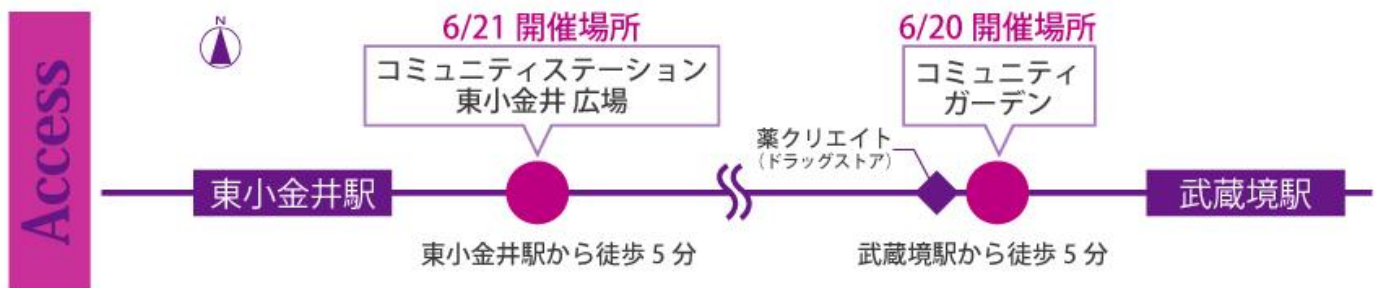 Access
N
6/21 開催場所
コミュニティステーション
東小金井 広場
6/20 開催場所
コミュニティ
ガーデン
薬クリエイト
(ドラッグストア)
東小金井駅
武蔵境駅
東小金井駅から徒歩 5 分
武蔵境駅から徒歩 5 分